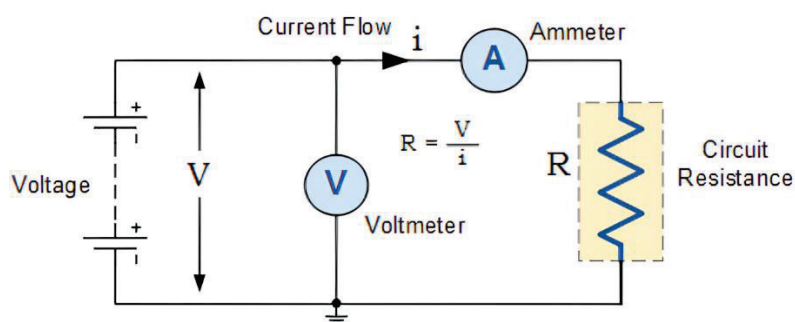 Current Flow
i
Ammeter
A
+
-
Voltage
V
V
Voltmeter
R = V / i
R
Circuit
Resistance
+
-